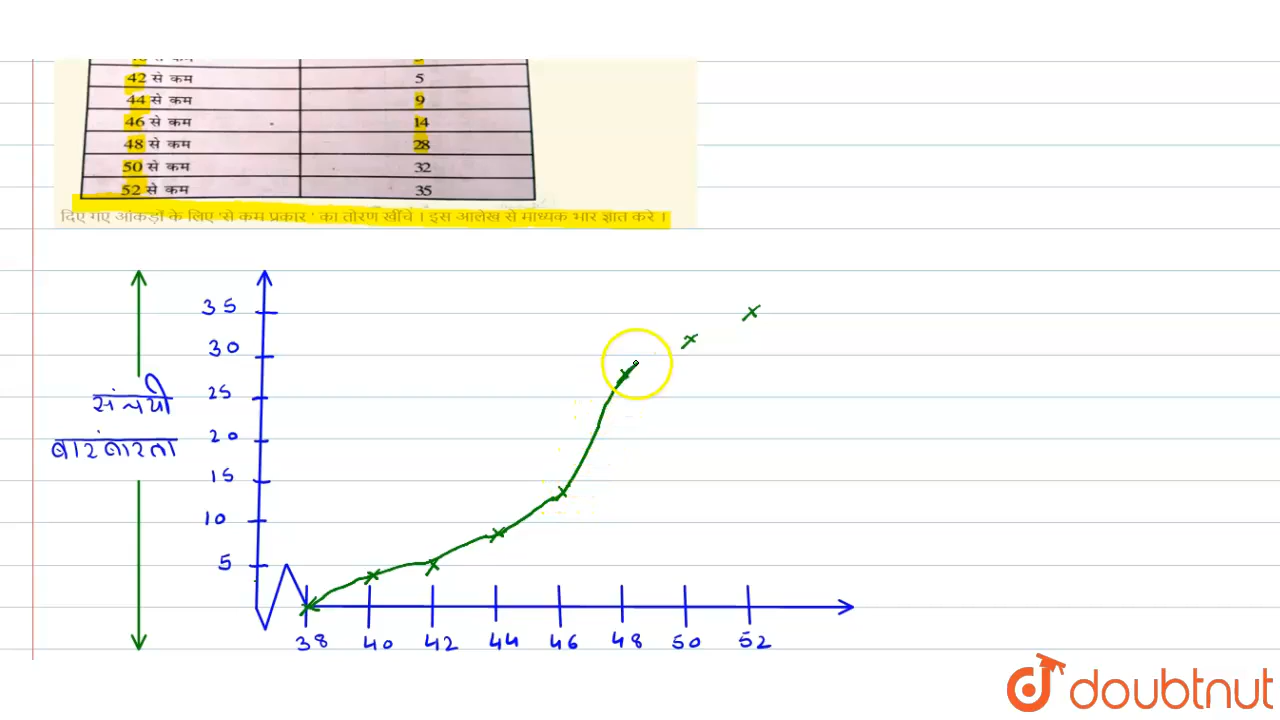 42 से कम 5
44 से कम 9
46 से कम 14
48 से कम 28
50 से कम 32
52 से कम 35
दिए गए आँकड़ों के लिए 'से कम प्रकार ' का तोरण खींचे । इस आलेख से माध्यक भार ज्ञात करे ।
35
30
संचयी
25
बारंबारता
20
15
10
5
38 40 42 44 46 48 50 52
doubtnut